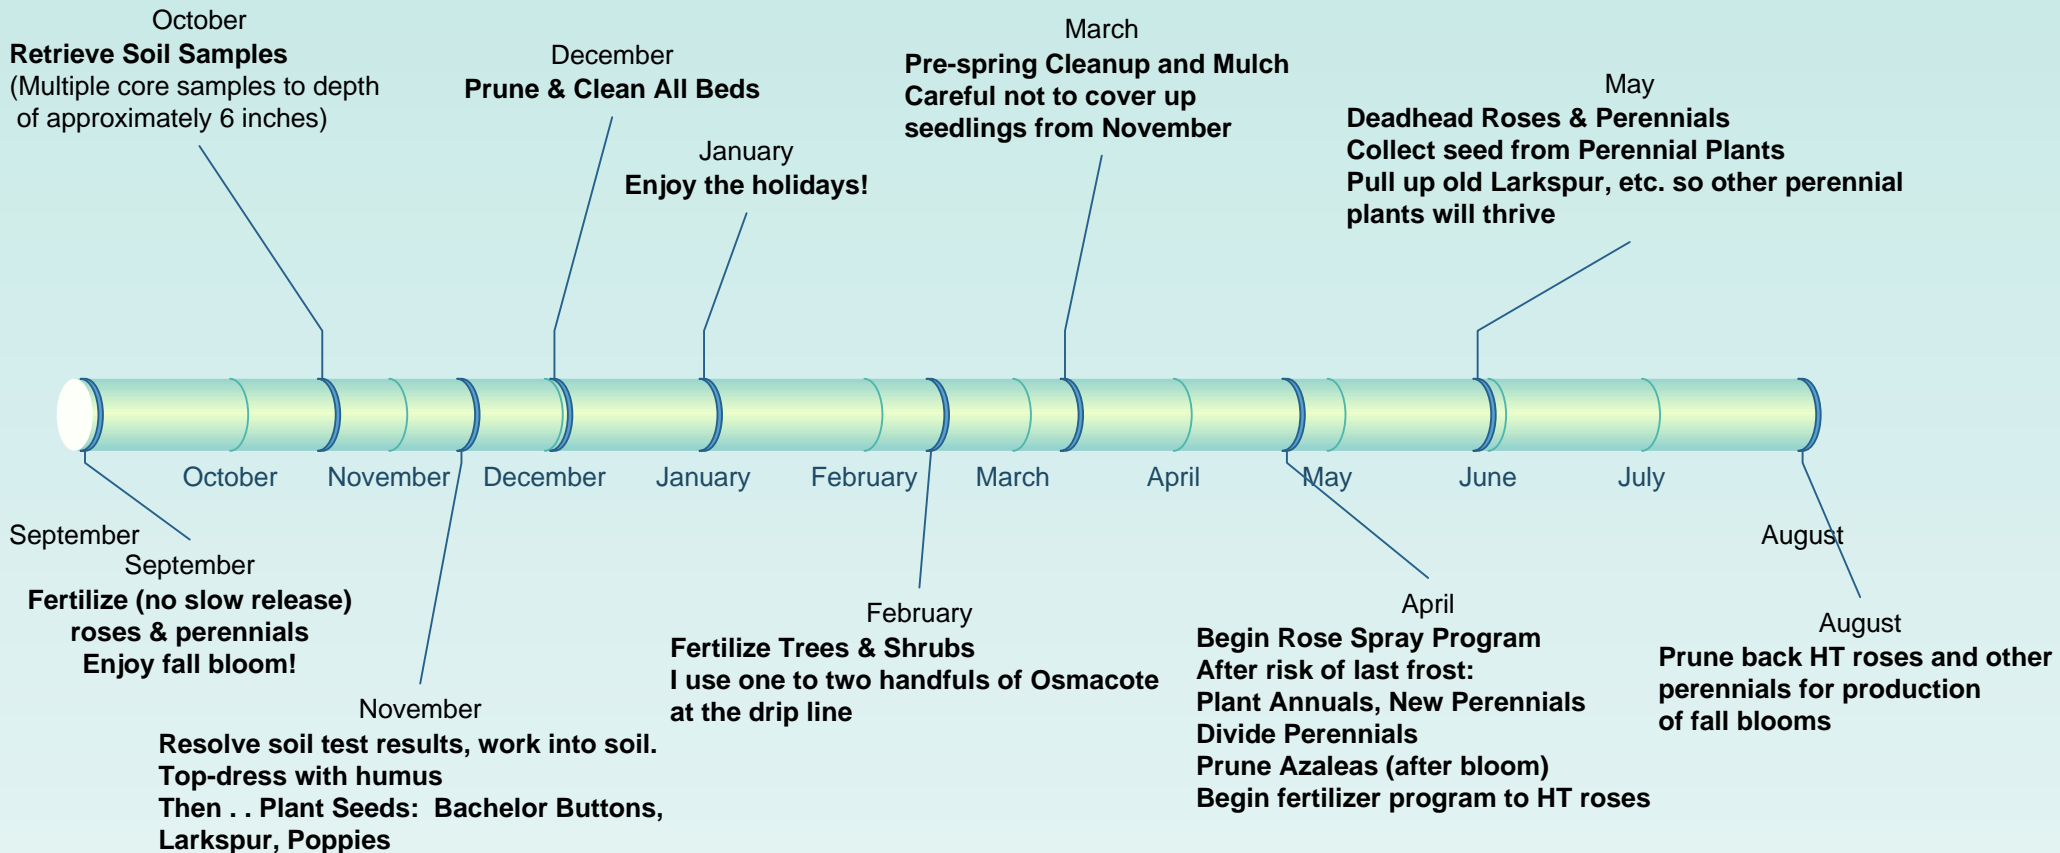 October
Retrieve Soil Samples
(Multiple core samples to depth
of approximately 6 inches)
December
Prune & Clean All Beds
January
Enjoy the holidays!
March
Pre-spring Cleanup and Mulch
Careful not to cover up
seedlings from November
May
Deadhead Roses & Perennials
Collect seed from Perennial Plants
Pull up old Larkspur, etc. so other perennial
plants will thrive
October November December January February March April May June July
September
August
September
Fertilize (no slow release)
roses & perennials
Enjoy fall bloom!
November
Resolve soil test results, work into soil.
Top-dress with humus
Then . . Plant Seeds: Bachelor Buttons,
Larkspur, Poppies
February
Fertilize Trees & Shrubs
I use one to two handfuls of Osmacote
at the drip line
April
Begin Rose Spray Program
After risk of last frost:
Plant Annuals, New Perennials
Divide Perennials
Prune Azaleas (after bloom)
Begin fertilizer program to HT roses
August
Prune back HT roses and other
perennials for production
of fall blooms